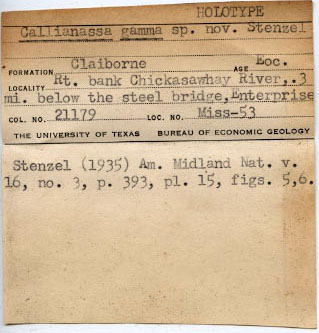 HOLOTYPE
Callianassa gamma sp. nov. Stenzel
FORMATION Claiborne AGE Eoc.
LOCALITY Rt. bank Chickasawhay River,.3
mi. below the steel bridge,Enterprise
COL. NO. 21179 LOC. NO. Miss-53
THE UNIVERSITY OF TEXAS BUREAU OF ECONOMIC GEOLOGY
Stenzel (1935) Am. Midland Nat. v.
16, no. 3, p. 393, pl. 15, figs. 5,6.